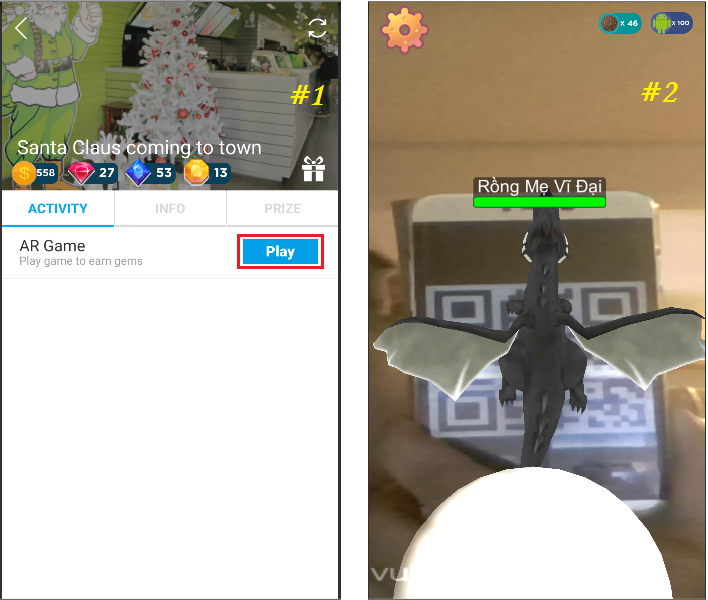 #1
Santa Claus coming to town
558 27 53 13
ACTIVITY INFO PRIZE
AR Game
Play game to earn gems
Play
x 46 x 100
#2
Rồng Mẹ Vĩ Đại
vu